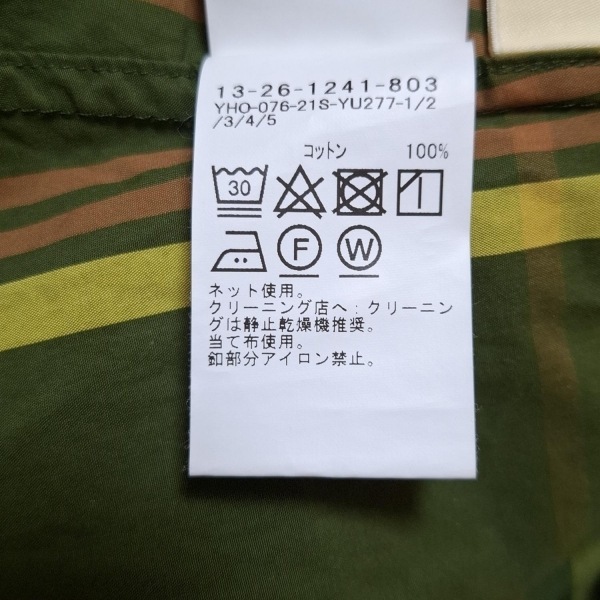 13-26-1241-803
YHO-076-21S-YU277-1/2
/3/4/5
コットン 100%
30
F W
ネット使用。
クリーニング店へ:クリーニン
グは静止乾燥機推奨。
当て布使用。
釦部分アイロン禁止。